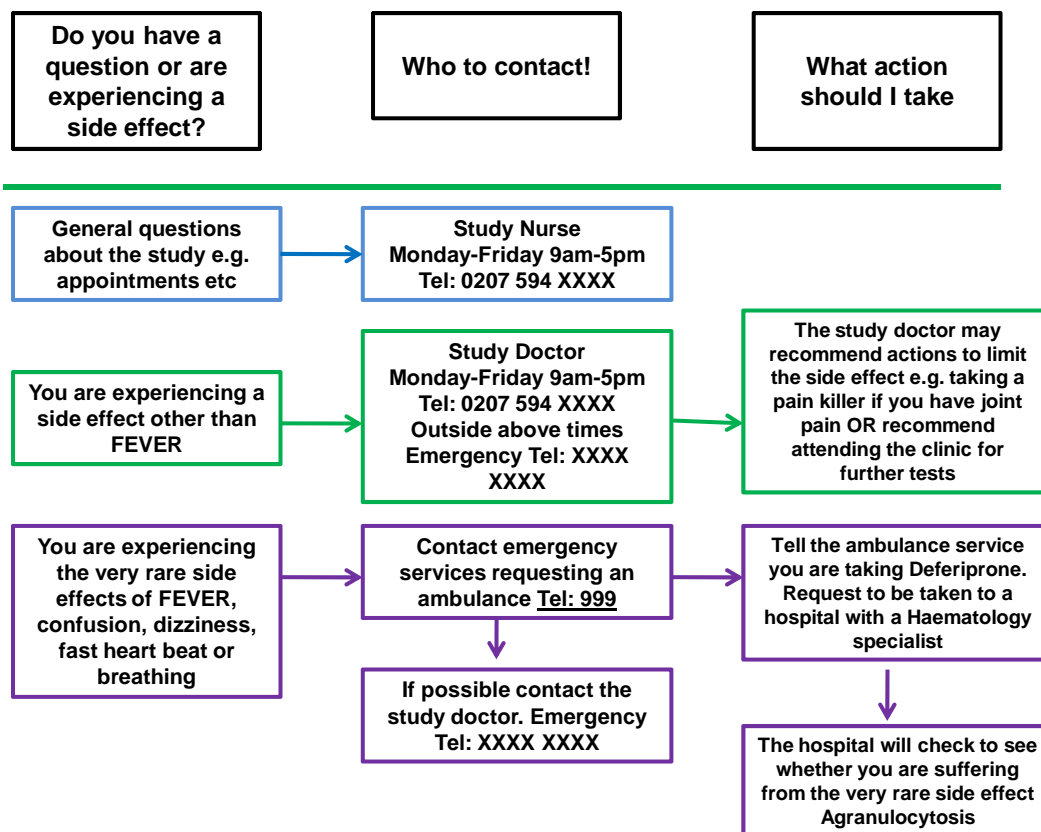 Do you have a
question or are
experiencing a
side effect?
Who to contact!
What action
should I take
General questions
about the study e.g.
appointments etc
Study Nurse
Monday-Friday 9am-5pm
Tel: 0207 594 XXXX
You are experiencing a
side effect other than
FEVER
Study Doctor
Monday-Friday 9am-5pm
Tel: 0207 594 XXXX
Outside above times
Emergency Tel: XXXX
XXXX
The study doctor may
recommend actions to limit
the side effect e.g. taking a
pain killer if you have joint
pain OR recommend
attending the clinic for
further tests
You are experiencing
the very rare side
effects of FEVER,
confusion, dizziness,
fast heart beat or
breathing
Contact emergency
services requesting an
ambulance Tel: 999
Tell the ambulance service
you are taking Deferiprone.
Request to be taken to a
hospital with a Haematology
specialist
If possible contact the
study doctor. Emergency
Tel: XXXX XXXX
The hospital will check to see
whether you are suffering
from the very rare side effect
Agranulocytosis